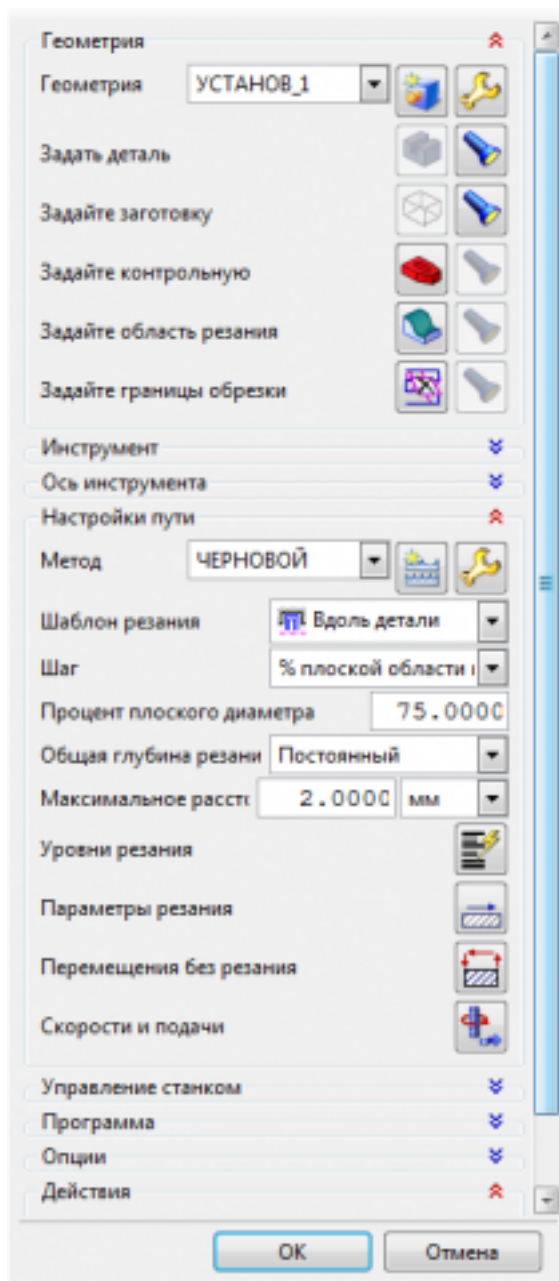 Геометрия
Геометрия УСТАНОВ_1
Задать деталь
Задайте заготовку
Задайте контрольную
Задайте область резания
Задайте границы обрезки
Инструмент
Ось инструмента
Настройки пути
Метод ЧЕРНОВОЙ
Шаблон резания Вдоль детали
Шаг % плоской области
Процент плоского диаметра 75.0000
Общая глубина резани Постоянный
Максимальное расстс 2.0000 мм
Уровни резания
Параметры резания
Перемещения без резания
Скорости и подачи
Управление станком
Программа
Опции
Действия
OK Отмена